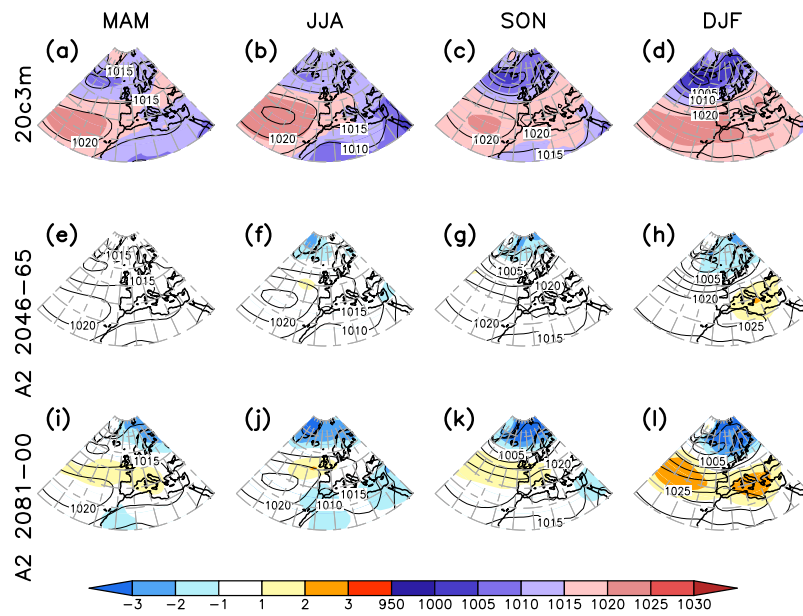 MAM JJA SON DJF
20c3m
(a) (b) (c) (d)
1015 1015 1020
1015 1020 1010
1020 1015
1005 1010 1020
A2 2046-65
(e) (f) (g) (h)
1015 1015 1020
1020 1015 1010
1005 1020 1020 1015
1005 1020 1025
A2 2081-00
(i) (j) (k) (l)
1015 1020
1020 1015 1010
1005 1020 1020 1015
1005 1025
-3 -2 -1 1 2 3 950 1000 1005 1010 1015 1020 1025 1030